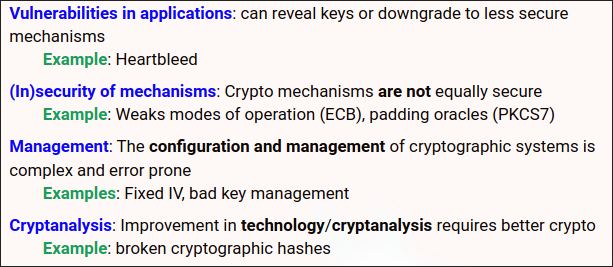 Vulnerabilities in applications: can reveal keys or downgrade to less secure
mechanisms
Example: Heartbleed
(In)security of mechanisms: Crypto mechanisms are not equally secure
Example: Weaks modes of operation (ECB), padding oracles (PKCS7)
Management: The configuration and management of cryptographic systems is
complex and error prone
Examples: Fixed IV, bad key management
Cryptanalysis: Improvement in technology/cryptanalysis requires better crypto
Example: broken cryptographic hashes